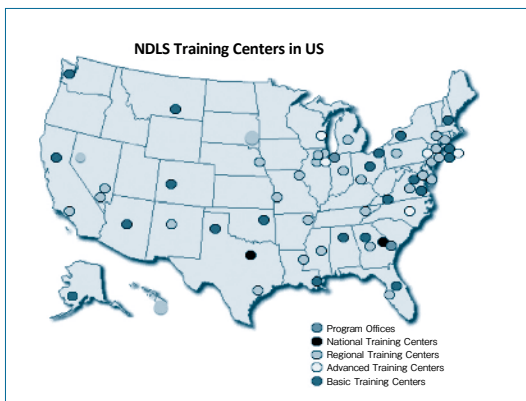 NDLS Training Centers in US
Program Offices
National Training Centers
Regional Training Centers
Advanced Training Centers
Basic Training Centers